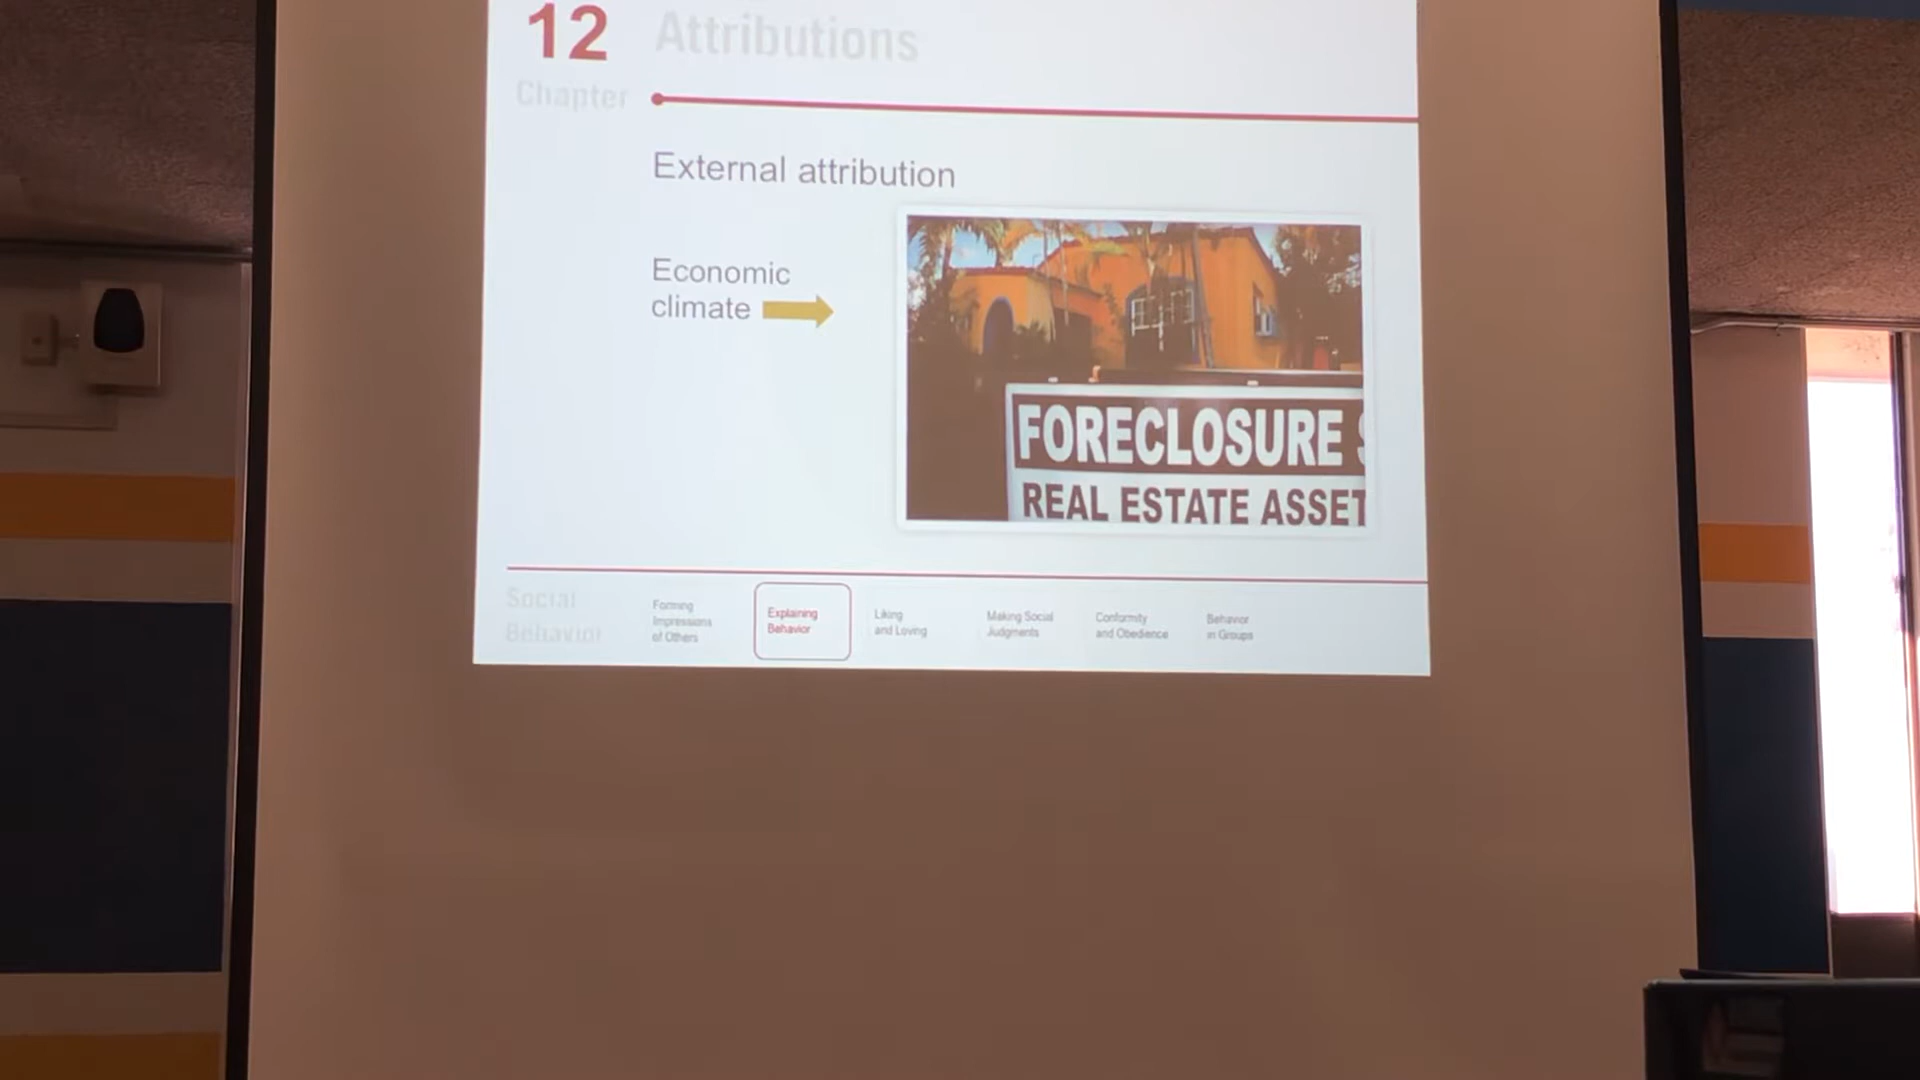 12 Attributions
Chapter
External attribution
Economic
climate
FORECLOSURE
REAL ESTATE ASSET
Social
Behavior
Forming
Impressions
of Others
Explaining
Behavior
Liking
and Loving
Making Social
Judgments
Conformity
and Obedience
Behavior
in Groups